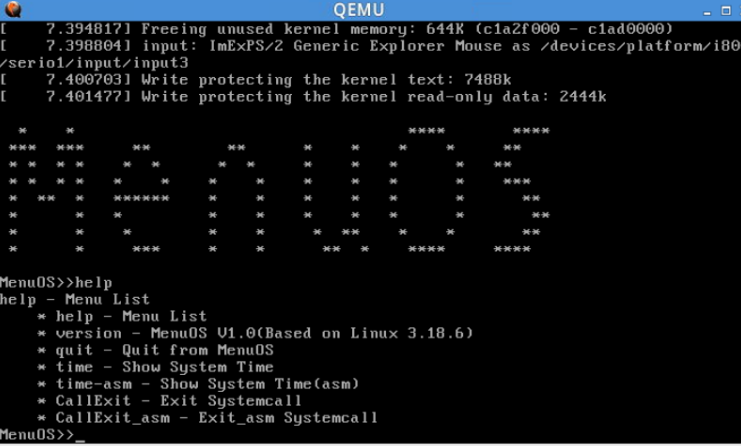 QEMU
[    7.394817] Freeing unused kernel memory: 644K (c1a2f000 - c1ad0000)
[    7.398804] input: ImExPS/2 Generic Explorer Mouse as /devices/platform/i80
/serio1/input/input3
[    7.400703] Write protecting the kernel text: 7488k
[    7.401477] Write protecting the kernel read-only data: 2444k
MenuOS
MenuOS>>help
help - Menu List
* help - Menu List
* version - MenuOS V1.0(Based on Linux 3.18.6)
* quit - Quit from MenuOS
* time - Show System Time
* time-asm - Show System Time(asm)
* CallExit - Exit Systemcall
* CallExit_asm - Exit_asm Systemcall
MenuOS>>_